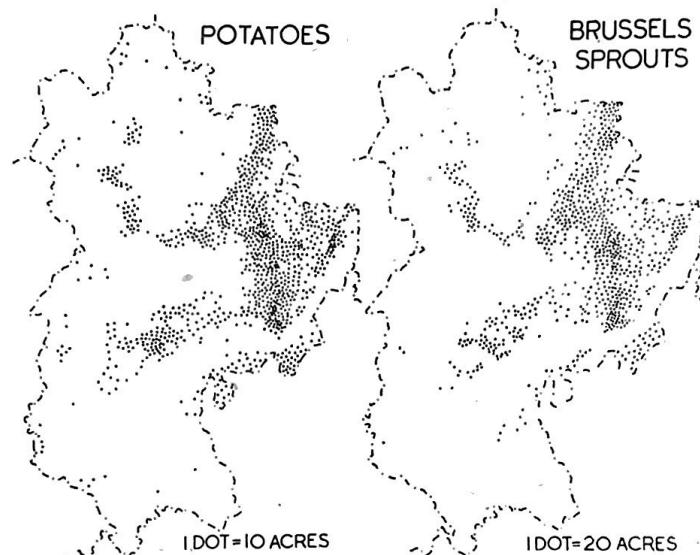 POTATOES
BRUSSELS
SPROUTS
1 DOT=10 ACRES
1 DOT=20 ACRES